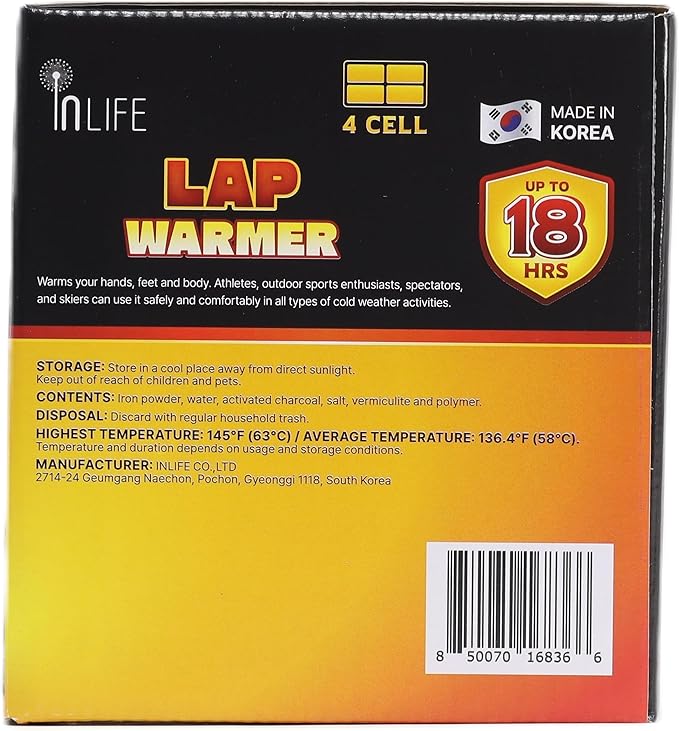 INLIFE
4 CELL
MADE IN
KOREA
LAP
WARMER
UP TO
18
HRS
Warms your hands, feet and body. Athletes, outdoor sports enthusiasts, spectators,
and skiers can use it safely and comfortably in all types of cold weather activities.
STORAGE: Store in a cool place away from direct sunlight.
Keep out of reach of children and pets.
CONTENTS: Iron powder, water, activated charcoal, salt, vermiculite and polymer.
DISPOSAL: Discard with regular household trash.
HIGHEST TEMPERATURE: 145°F (63°C) / AVERAGE TEMPERATURE: 136.4°F (58°C).
Temperature and duration depends on usage and storage conditions.
MANUFACTURER: INLIFE CO.,LTD
2714-24 Geumgang Naechon, Pochon, Gyeonggi 1118, South Korea
8 50070 16836 6